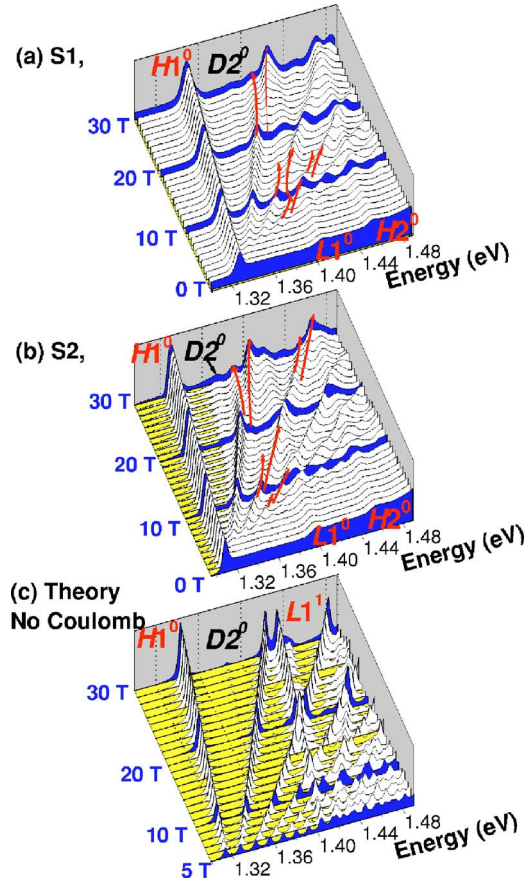 (a) S1,
H1⁰ D2⁰
30 T
20 T
10 T
0 T
L1⁰ H2⁰
1.32 1.36 1.40 1.44 1.48
Energy (eV)
(b) S2,
H1⁰ D2⁰
30 T
20 T
10 T
0 T
L1⁰ H2⁰
1.32 1.36 1.40 1.44 1.48
Energy (eV)
(c) Theory
No Coulomb
H1⁰ D2⁰ L1¹
30 T
20 T
10 T
5 T
1.32 1.36 1.40 1.44 1.48
Energy (eV)